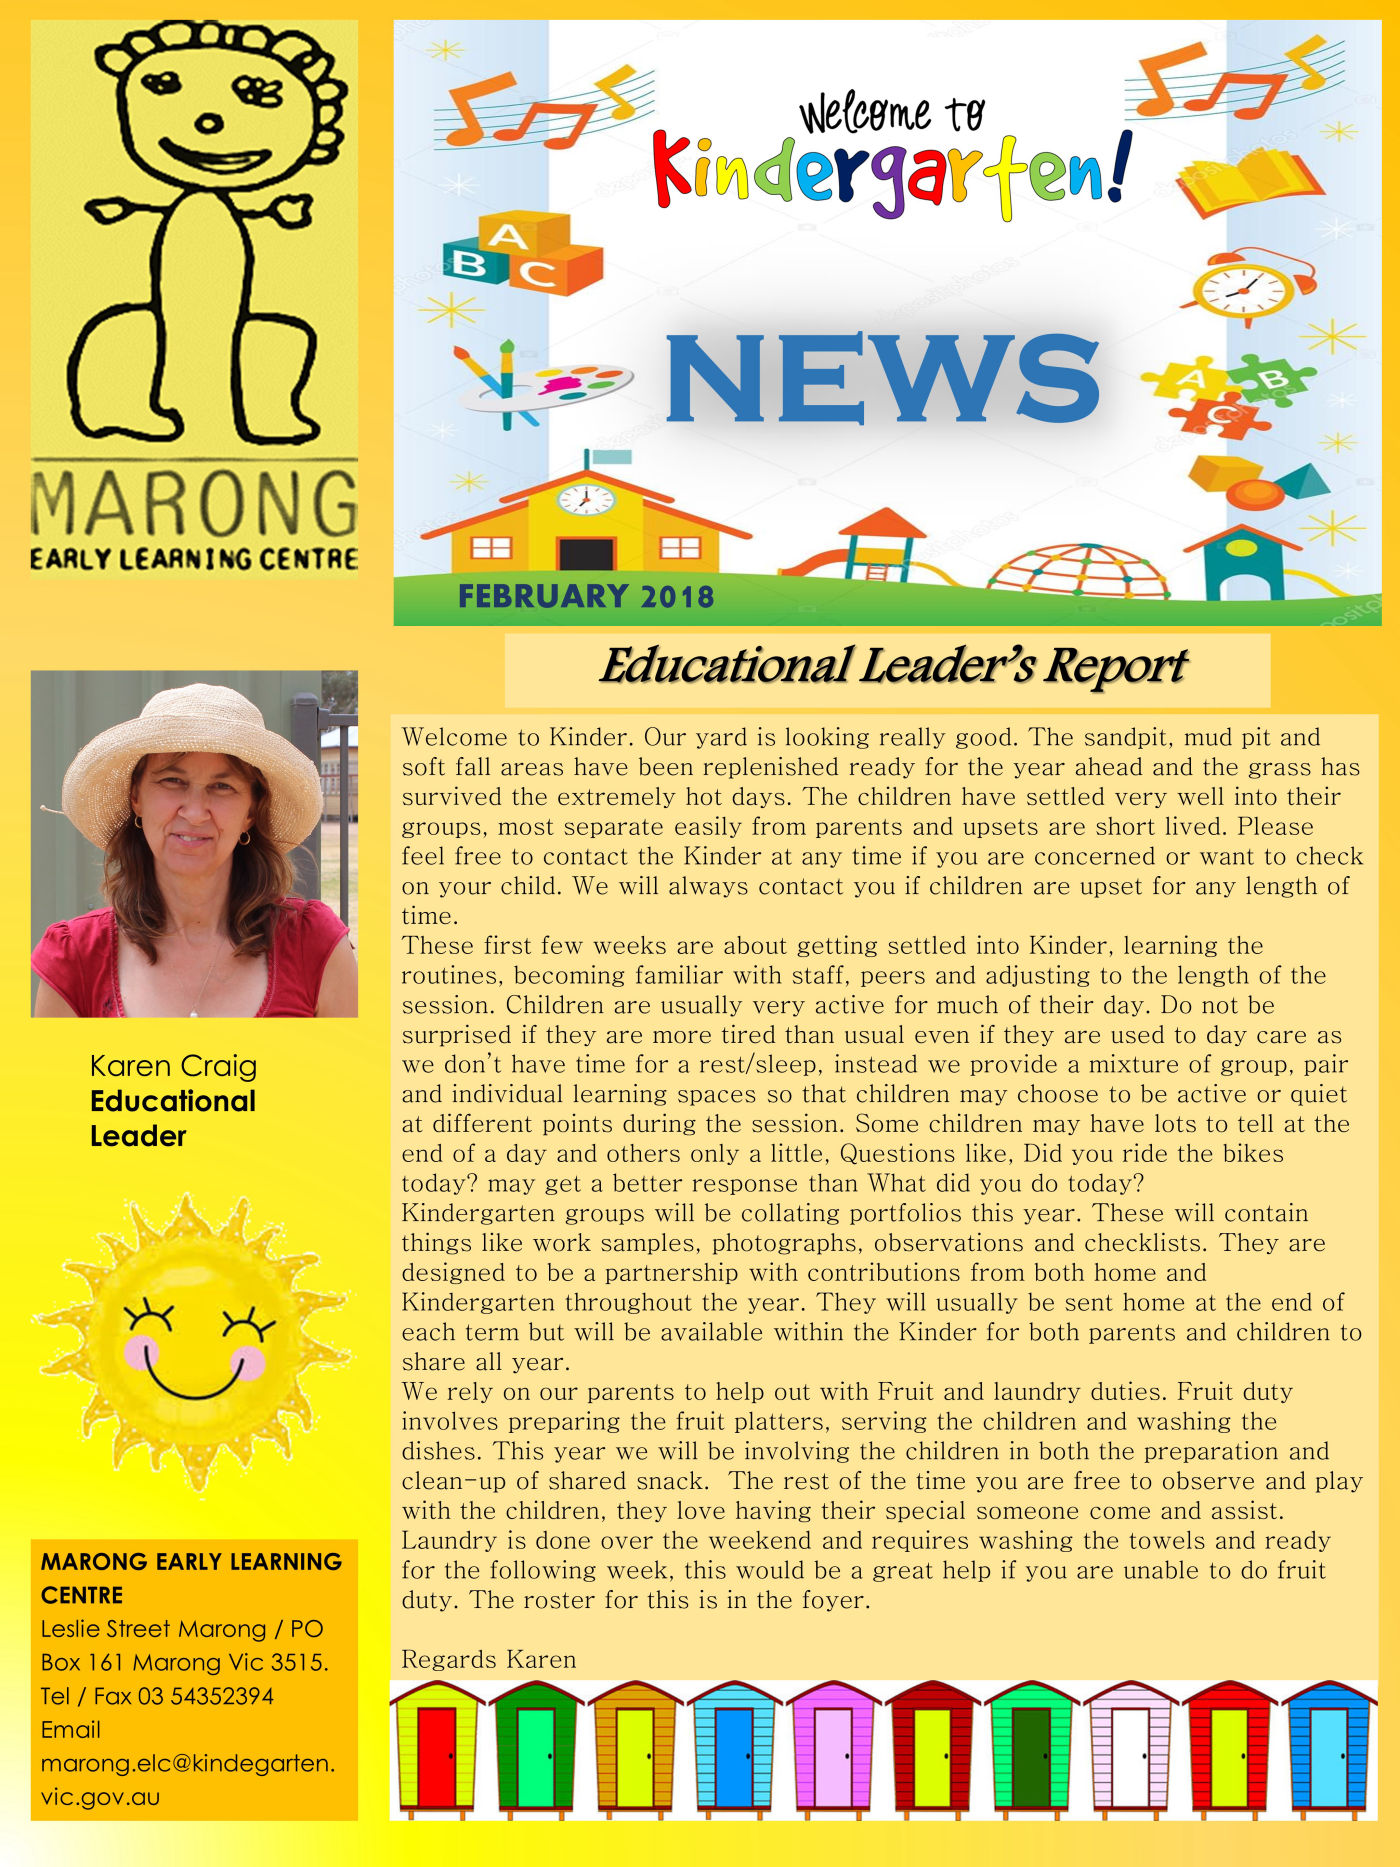 MARONG
EARLY LEARNING CENTRE
Welcome to
Kindergarten!
A
B
C
NEWS
A
B
C
FEBRUARY 2018
Educational Leader's Report
Welcome to Kinder. Our yard is looking really good. The sandpit, mud pit and
soft fall areas have been replenished ready for the year ahead and the grass has
survived the extremely hot days. The children have settled very well into their
groups, most separate easily from parents and upsets are short lived. Please
feel free to contact the Kinder at any time if you are concerned or want to check
on your child. We will always contact you if children are upset for any length of
time.
These first few weeks are about getting settled into Kinder, learning the
routines, becoming familiar with staff, peers and adjusting to the length of the
session. Children are usually very active for much of their day. Do not be
surprised if they are more tired than usual even if they are used to day care as
we don't have time for a rest/sleep, instead we provide a mixture of group, pair
and individual learning spaces so that children may choose to be active or quiet
at different points during the session. Some children may have lots to tell at the
end of a day and others only a little, Questions like, Did you ride the bikes
today? may get a better response than What did you do today?
Kindergarten groups will be collating portfolios this year. These will contain
things like work samples, photographs, observations and checklists. They are
designed to be a partnership with contributions from both home and
Kindergarten throughout the year. They will usually be sent home at the end of
each term but will be available within the Kinder for both parents and children to
share all year.
We rely on our parents to help out with Fruit and laundry duties. Fruit duty
involves preparing the fruit platters, serving the children and washing the
dishes. This year we will be involving the children in both the preparation and
clean-up of shared snack. The rest of the time you are free to observe and play
with the children, they love having their special someone come and assist.
Laundry is done over the weekend and requires washing the towels and ready
for the following week, this would be a great help if you are unable to do fruit
duty. The roster for this is in the foyer.
Regards Karen
Karen Craig
Educational
Leader
MARONG EARLY LEARNING
CENTRE
Leslie Street Marong / PO
Box 161 Marong Vic 3515.
Tel / Fax 03 54352394
Email
marong.elc@kindegarten.
vic.gov.au